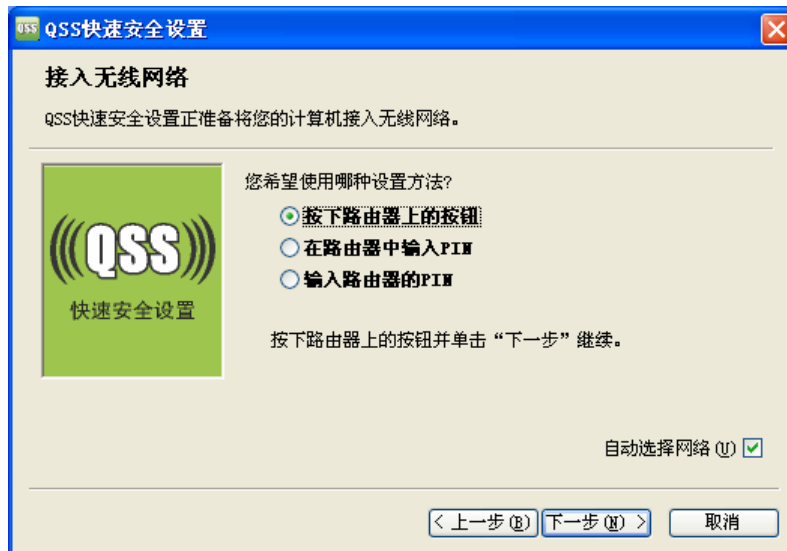 QSS QSS快速安全设置
接入无线网络
QSS快速安全设置正准备将您的计算机接入无线网络。
您希望使用哪种设置方法?
按下路由器上的按钮
在路由器中输入PIN
输入路由器的PIN
(((QSS)))
快速安全设置
按下路由器上的按钮并单击“下一步”继续。
自动选择网络(U)
< 上一步(B) 下一步(N) > 取消